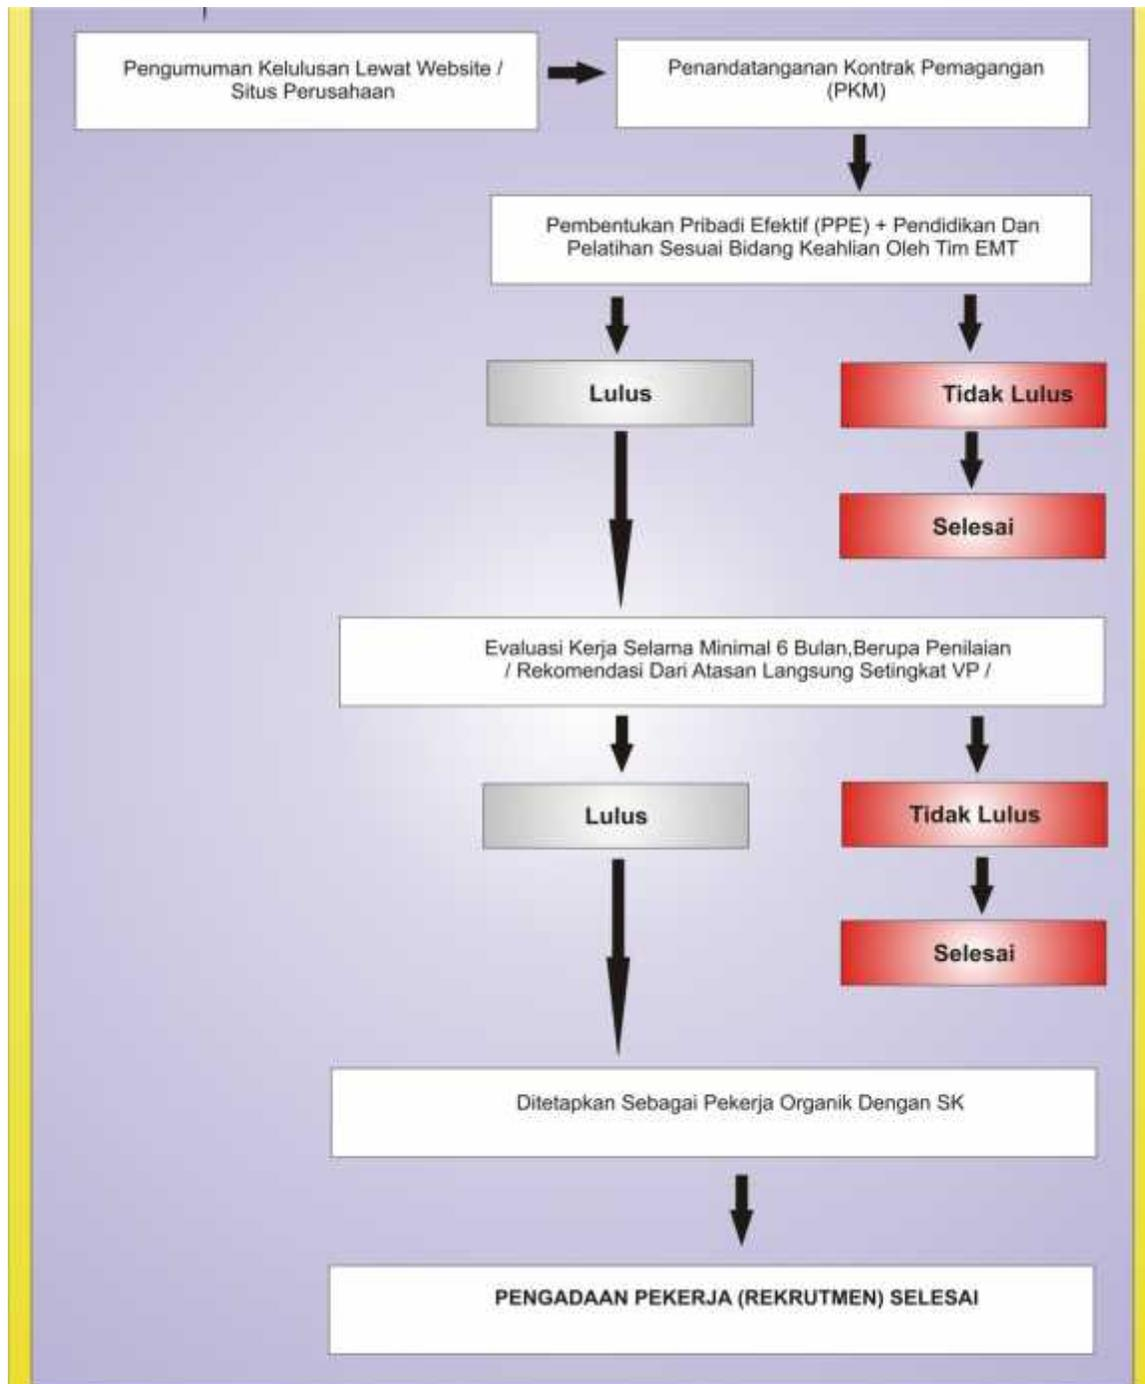 Pengumuman Kelulusan Lewat Website /
Situs Perusahaan
Penandatanganan Kontrak Pemagangan
(PKM)
Pembentukan Pribadi Efektif (PPE) + Pendidikan Dan
Pelatihan Sesuai Bidang Keahlian Oleh Tim EMT
Lulus
Tidak Lulus
Selesai
Evaluasi Kerja Selama Minimal 6 Bulan,Berupa Penilaian
/ Rekomendasi Dari Atasan Langsung Setingkat VP /
Lulus
Tidak Lulus
Selesai
Ditetapkan Sebagai Pekerja Organik Dengan SK
PENGADAAN PEKERJA (REKRUTMEN) SELESAI